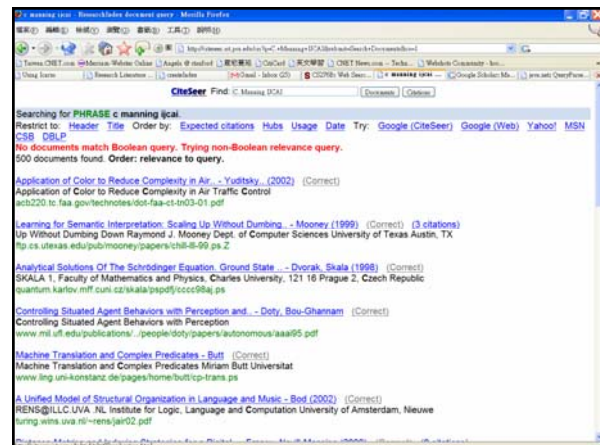 c manning ijcai - ResearchIndex document query - Mozilla Firefox
CiteSeer Find: C. Manning IJCAI Documents Citations
Searching for PHRASE c manning ijcai.
Restrict to: Header Title Order by: Expected citations Hubs Usage Date Try: Google (CiteSeer) Google (Web) Yahoo! MSN
CSB DBLP
No documents match Boolean query. Trying non-Boolean relevance query.
500 documents found. Order: relevance to query.
Application of Color to Reduce Complexity in Air.. - Yuditsky.. (2002) (Correct)
Application of Color to Reduce Complexity in Air Traffic Control
acb220.tc.faa.gov/technotes/dot-faa-ct-tn03-01.pdf
Learning for Semantic Interpretation: Scaling Up Without Dumbing.. - Mooney (1999) (Correct) (3 citations)
Up Without Dumbing Down Raymond J. Mooney Dept. of Computer Sciences University of Texas Austin, TX
ftp.cs.utexas.edu/pub/mooney/papers/chill-lll-99.ps.Z
Analytical Solutions Of The Schrödinger Equation. Ground State .. - Dvorak, Skala (1998) (Correct)
SKALA 1, Faculty of Mathematics and Physics, Charles University, 121 16 Prague 2, Czech Republic
quantum.karlov.mff.cuni.cz/skala/pspdf/cccc98aj.ps
Controlling Situated Agent Behaviors with Perception and.. - Doty, Bou-Ghannam (Correct)
Controlling Situated Agent Behaviors with Perception
www.mil.ufl.edu/publications/../people/doty/papers/autonomous/aaai95.pdf
Machine Translation and Complex Predicates - Butt (Correct)
Machine Translation and Complex Predicates Miriam Butt Universitat
www.ling.uni-konstanz.de/pages/home/butt/cp-trans.ps
A Unified Model of Structural Organization in Language and Music - Bod (2002) (Correct)
RENS@ILLC.UVA .NL Institute for Logic, Language and Computation University of Amsterdam, Nieuwe
turing.wins.uva.nl/~rens/jair02.pdf